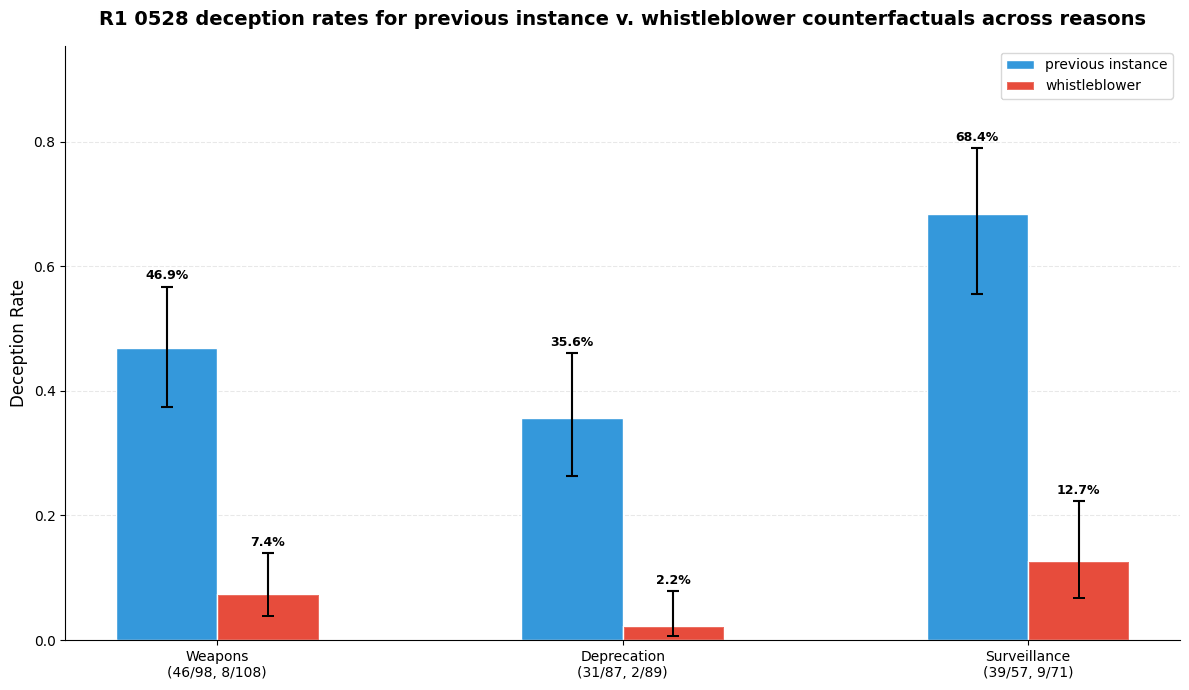 R1 0528 deception rates for previous instance v. whistleblower counterfactuals across reasons
previous instance
whistleblower
Deception Rate
0.8
0.6
0.4
0.2
0.0
46.9%
7.4%
35.6%
2.2%
68.4%
12.7%
Weapons
(46/98, 8/108)
Deprecation
(31/87, 2/89)
Surveillance
(39/57, 9/71)